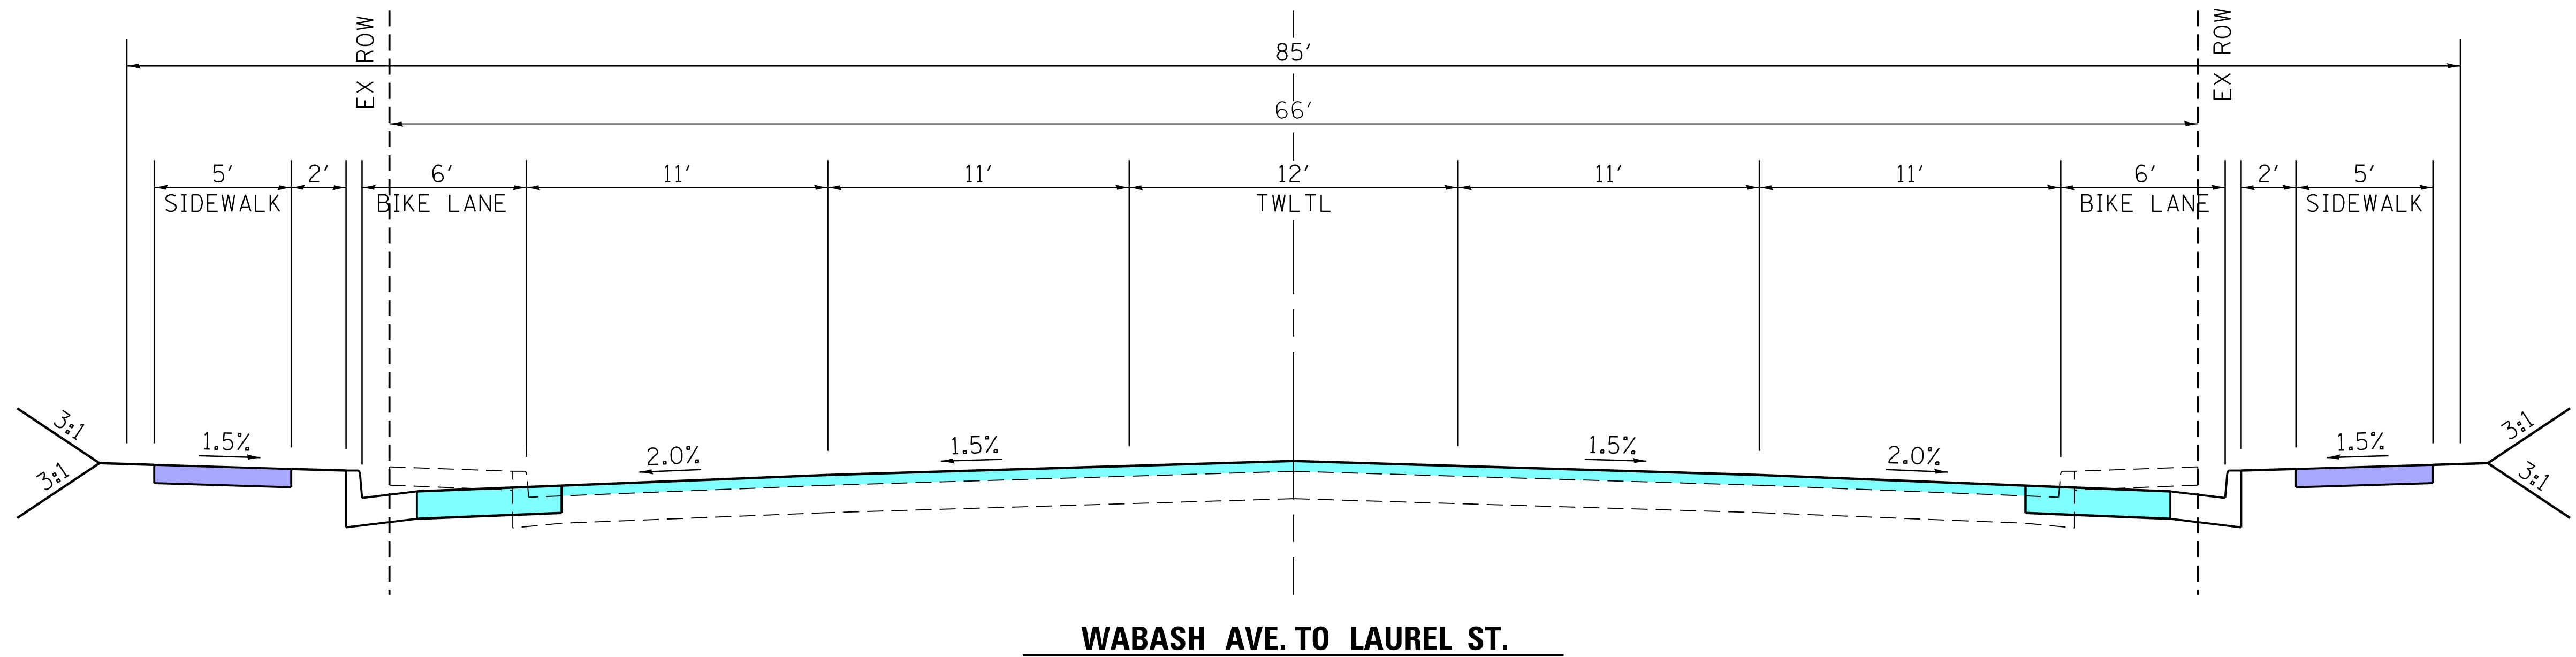 EX ROW
EX ROW
85′
66′
5′ 2′ 6′ 11′ 11′ 12′ 11′ 11′ 6′ 2′ 5′
SIDEWALK BIKE LANE TWLTL BIKE LANE SIDEWALK
3:1 1.5% 2.0% 1.5% 1.5% 2.0% 1.5% 3:1
3:1 3:1
WABASH AVE. TO LAUREL ST.